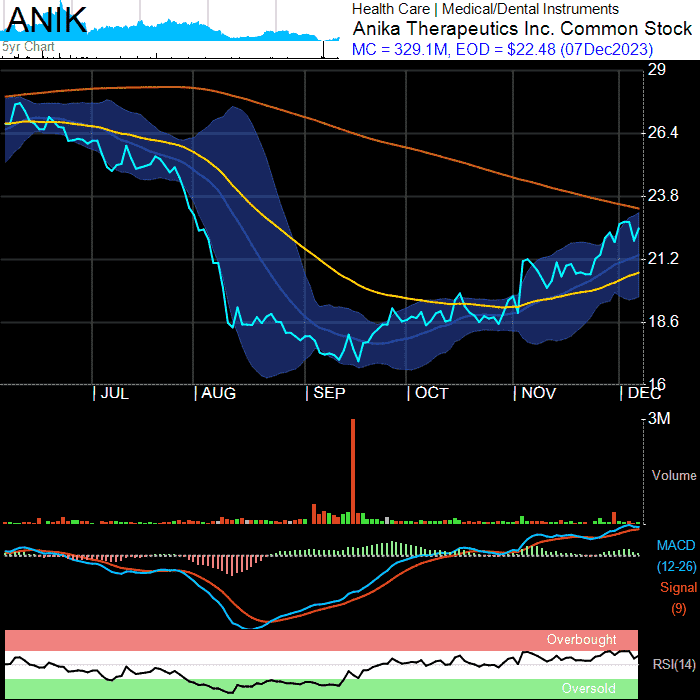 ANIK
5yr Chart
Health Care | Medical/Dental Instruments
Anika Therapeutics Inc. Common Stock
MC = 329.1M, EOD = $22.48 (07Dec2023)
29
26.4
23.8
21.2
18.6
16
JUL
AUG
SEP
OCT
NOV
DEC
3M
Volume
MACD
(12-26)
Signal
(9)
Overbought
RSI(14)
Oversold